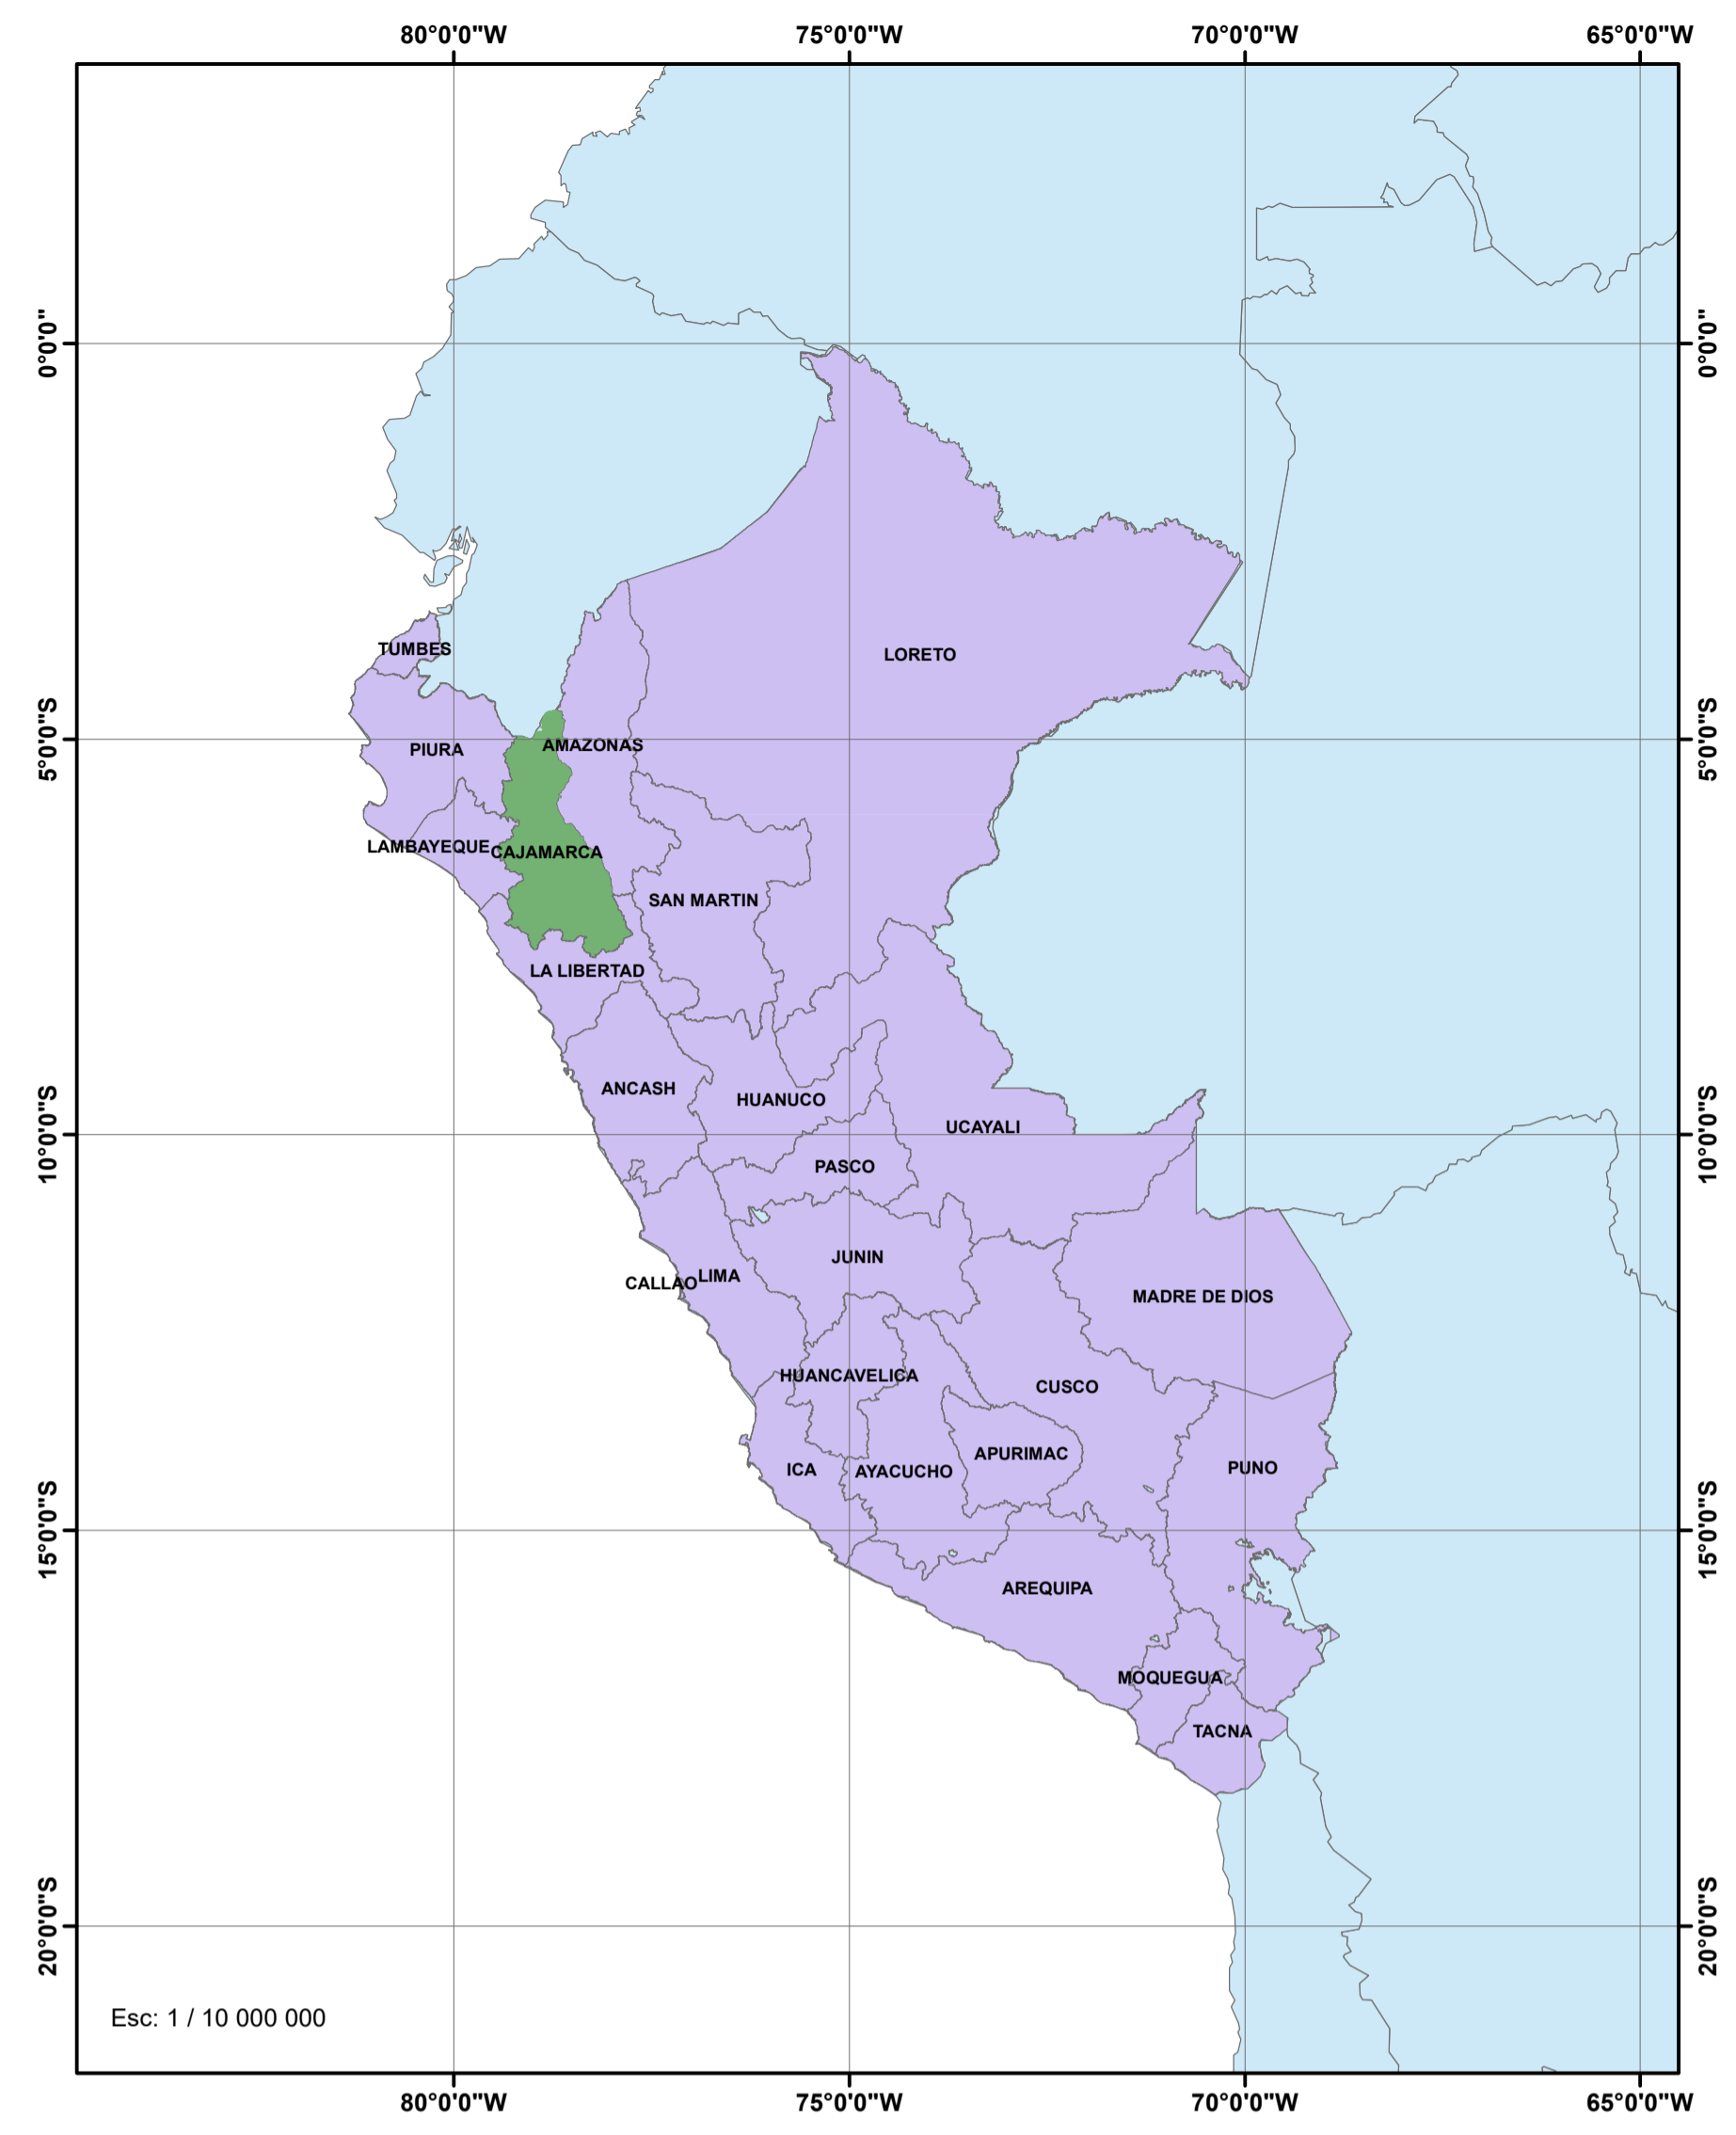 80°0'0"W 75°0'0"W 70°0'0"W 65°0'0"W
0°0'0"
0°0'0"
TUMBES
LORETO
5°0'0"S
5°0'0"S
AMAZONAS
PIURA
LAMBAYEQUE
CAJAMARCA
SAN MARTIN
LA LIBERTAD
ANCASH
HUANUCO
UCAYALI
10°0'0"S
10°0'0"S
PASCO
JUNIN
LIMA
CALLAO
MADRE DE DIOS
HUANCAVELICA
CUSCO
APURIMAC
ICA
AYACUCHO
PUNO
15°0'0"S
15°0'0"S
AREQUIPA
MOQUEGUA
TACNA
20°0'0"S
20°0'0"S
Esc: 1 / 10 000 000
80°0'0"W 75°0'0"W 70°0'0"W 65°0'0"W